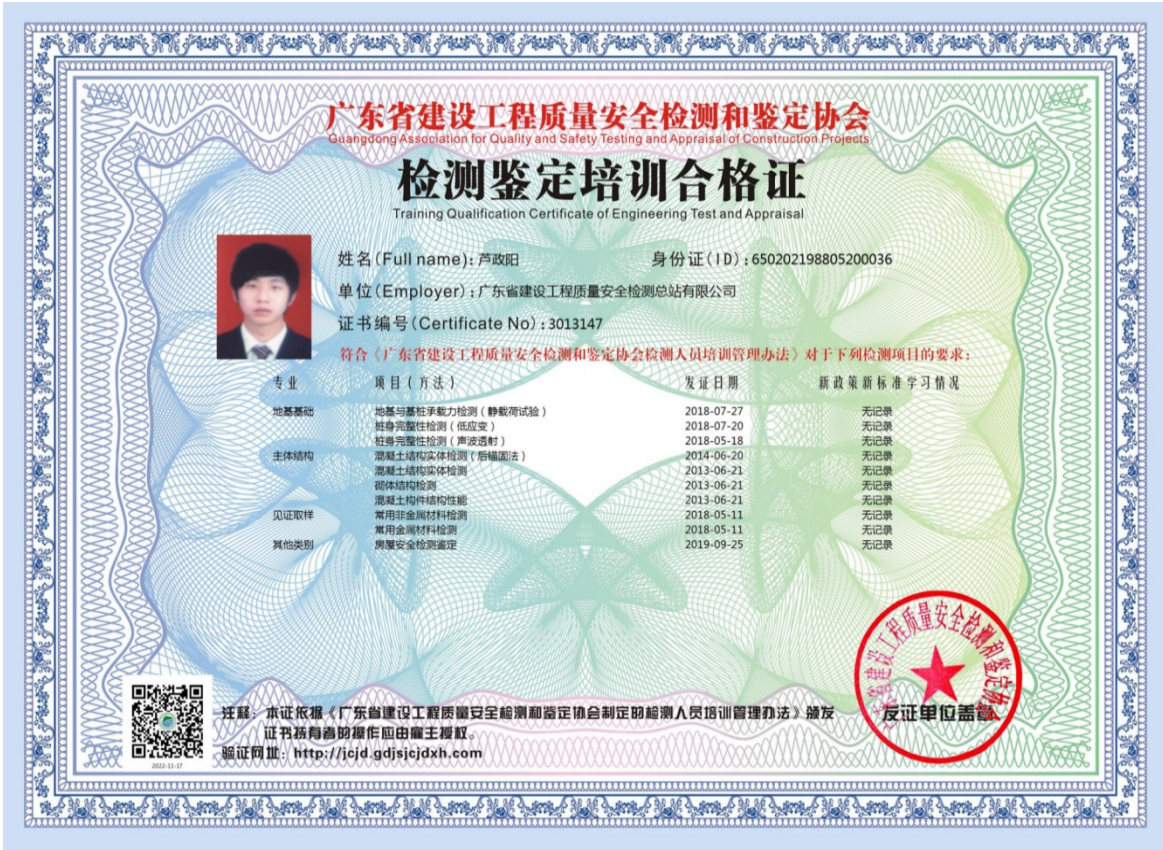 广东省建设工程质量安全检测和鉴定协会
Guangdong Association for Quality and Safety Testing and Appraisal of Construction Projects
检测鉴定培训合格证
Training Qualification Certificate of Engineering Test and Appraisal
姓名(Full name):芦政阳 身份证(ID):650202198805200036
单位(Employer):广东省建设工程质量安全检测总站有限公司
证书编号(Certificate No):3013147
符合《广东省建设工程质量安全检测和鉴定协会检测人员培训管理办法》对于下列检测项目的要求:
专业 项目(方法) 发证日期 新政策新标准学习情况
地基基础 地基与基桩承载力检测(静载荷试验) 2018-07-27 无记录
桩身完整性检测(低应变) 2018-07-20 无记录
桩身完整性检测(声波透射) 2018-05-18 无记录
主体结构 混凝土结构实体检测(后锚固法) 2014-06-20 无记录
混凝土结构实体检测 2013-06-21 无记录
砌体结构检测 2013-06-21 无记录
混凝土构件结构性能 2013-06-21 无记录
见证取样 常用非金属材料检测 2018-05-11 无记录
常用金属材料检测 2018-05-11 无记录
其他类别 房屋安全检测鉴定 2019-09-25 无记录
广东省建设工程质量安全检测和鉴定协会
发证单位盖章
注释:本证依据《广东省建设工程质量安全检测和鉴定协会制定的检测人员培训管理办法》颁发
证书持有者的操作应由雇主授权。
验证网址:http://jcjd.gdjsjcjdxh.com
2022-11-17